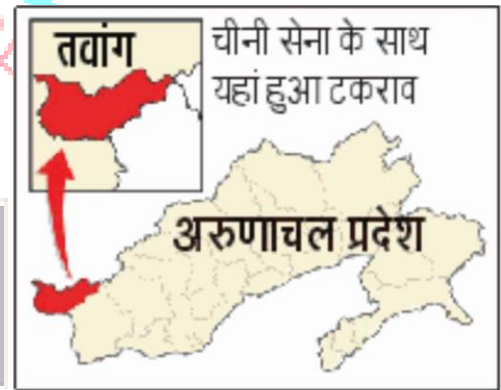 तवांग
चीनी सेना के साथ
यहां हुआ टकराव
अरुणाचल प्रदेश